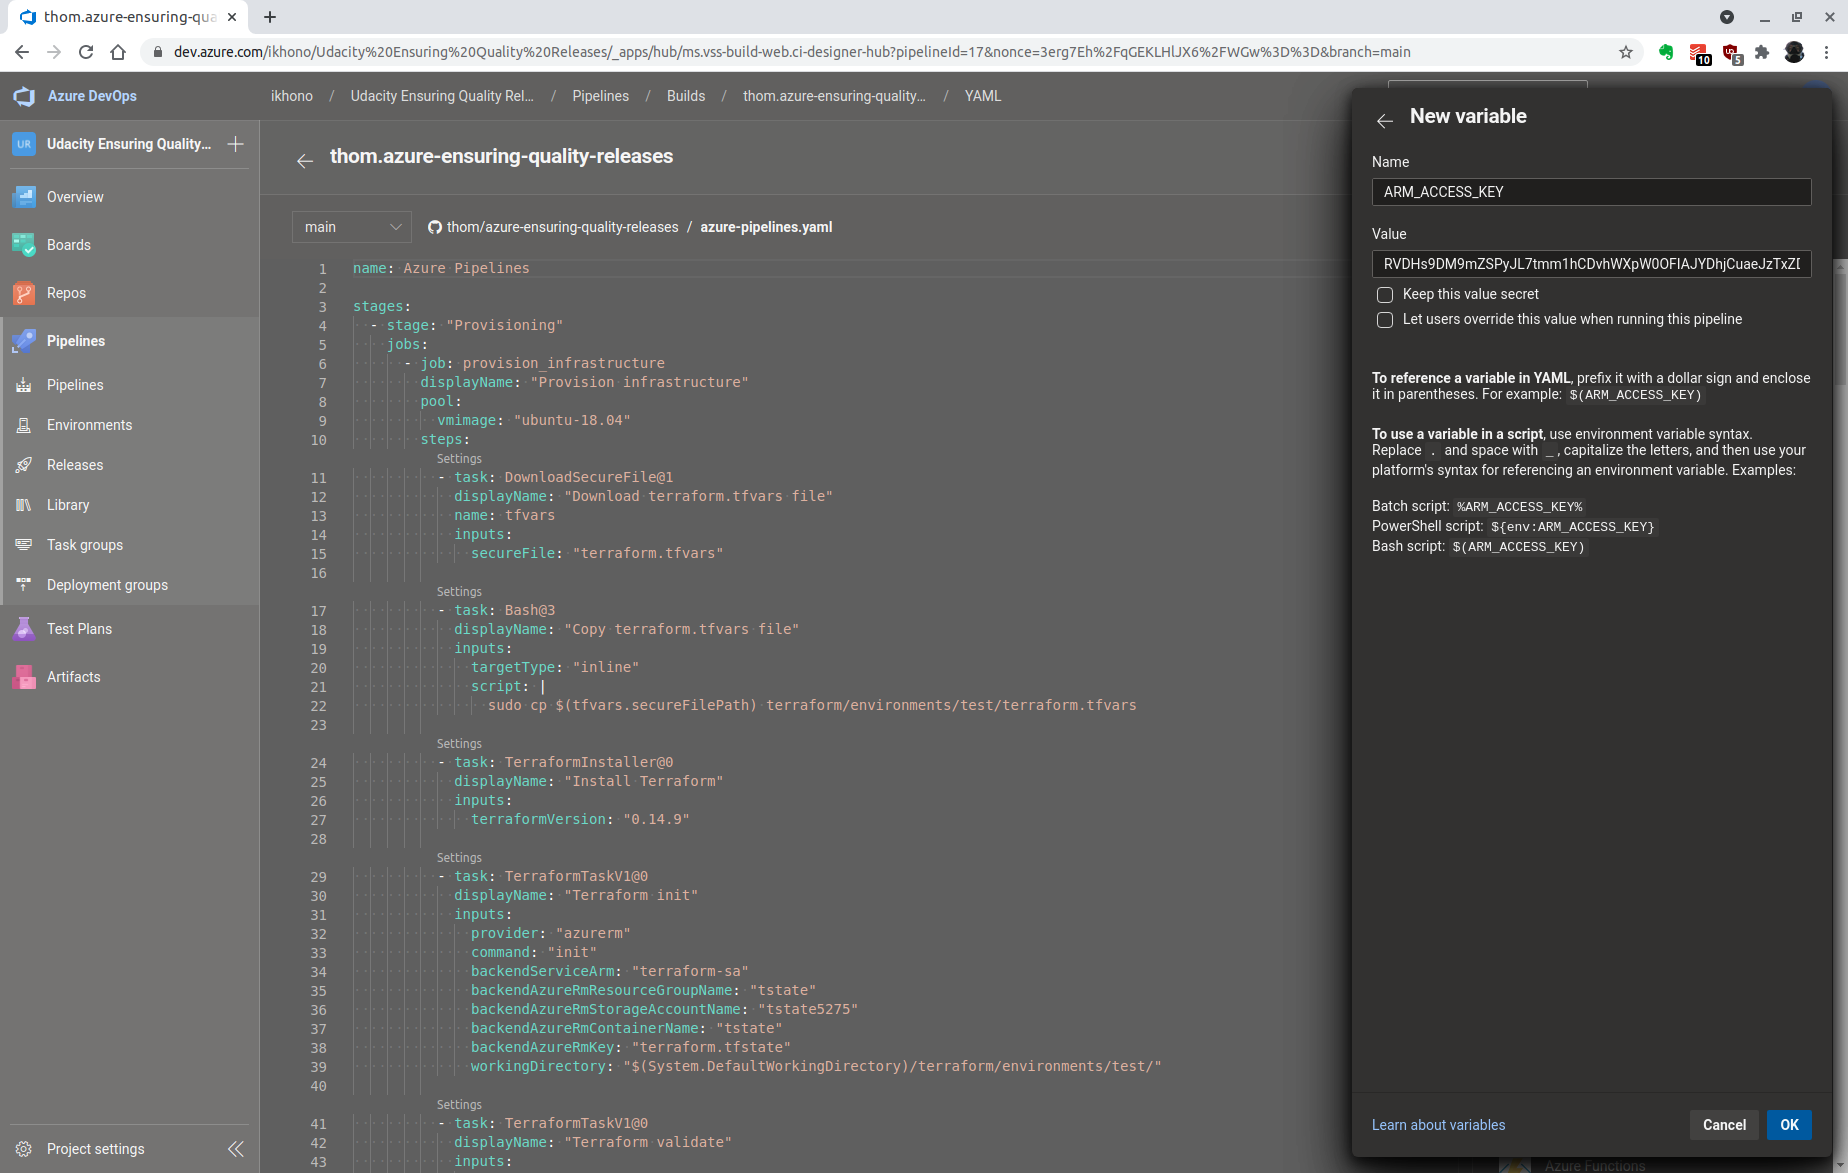 thom.azure-ensuring-qua
dev.azure.com/ikhono/Udacity%20Ensuring%20Quality%20Releases/_apps/hub/ms.vss-build-web.ci-designer-hub?pipelineId=17&nonce=3erg7Eh%2FqGEKLHlJX6%2FWGw%3D%3D&branch=main
10
5
Azure DevOps
ikhono / Udacity Ensuring Quality Rel... / Pipelines / Builds / thom.azure-ensuring-quality... / YAML
UR
Udacity Ensuring Quality...
Overview
Boards
Repos
Pipelines
Pipelines
Environments
Releases
Library
Task groups
Deployment groups
Test Plans
Artifacts
Project settings
thom.azure-ensuring-quality-releases
main
thom/azure-ensuring-quality-releases / azure-pipelines.yaml
1 name: Azure Pipelines
2
3 stages:
4 - stage: "Provisioning"
5 jobs:
6 - job: provision_infrastructure
7 displayName: "Provision infrastructure"
8 pool:
9 vmimage: "ubuntu-18.04"
10 steps:
Settings
11 - task: DownloadSecureFile@1
12 displayName: "Download terraform.tfvars file"
13 name: tfvars
14 inputs:
15 secureFile: "terraform.tfvars"
16
Settings
17 - task: Bash@3
18 displayName: "Copy terraform.tfvars file"
19 inputs:
20 targetType: "inline"
21 script: |
22 sudo cp $(tfvars.secureFilePath) terraform/environments/test/terraform.tfvars
23
Settings
24 - task: TerraformInstaller@0
25 displayName: "Install Terraform"
26 inputs:
27 terraformVersion: "0.14.9"
28
Settings
29 - task: TerraformTaskV1@0
30 displayName: "Terraform init"
31 inputs:
32 provider: "azurerm"
33 command: "init"
34 backendServiceArm: "terraform-sa"
35 backendAzureRmResourceGroupName: "tstate"
36 backendAzureRmStorageAccountName: "tstate5275"
37 backendAzureRmContainerName: "tstate"
38 backendAzureRmKey: "terraform.tfstate"
39 workingDirectory: "$(System.DefaultWorkingDirectory)/terraform/environments/test/"
40
Settings
41 - task: TerraformTaskV1@0
42 displayName: "Terraform validate"
43 inputs:
New variable
Name
ARM_ACCESS_KEY
Value
Keep this value secret
Let users override this value when running this pipeline
To reference a variable in YAML, prefix it with a dollar sign and enclose
it in parentheses. For example: $(ARM_ACCESS_KEY)
To use a variable in a script, use environment variable syntax.
Replace . and space with _, capitalize the letters, and then use your
platform's syntax for referencing an environment variable. Examples:
Batch script: %ARM_ACCESS_KEY%
PowerShell script: ${env:ARM_ACCESS_KEY}
Bash script: $(ARM_ACCESS_KEY)
Learn about variables
Cancel
OK
Azure Functions